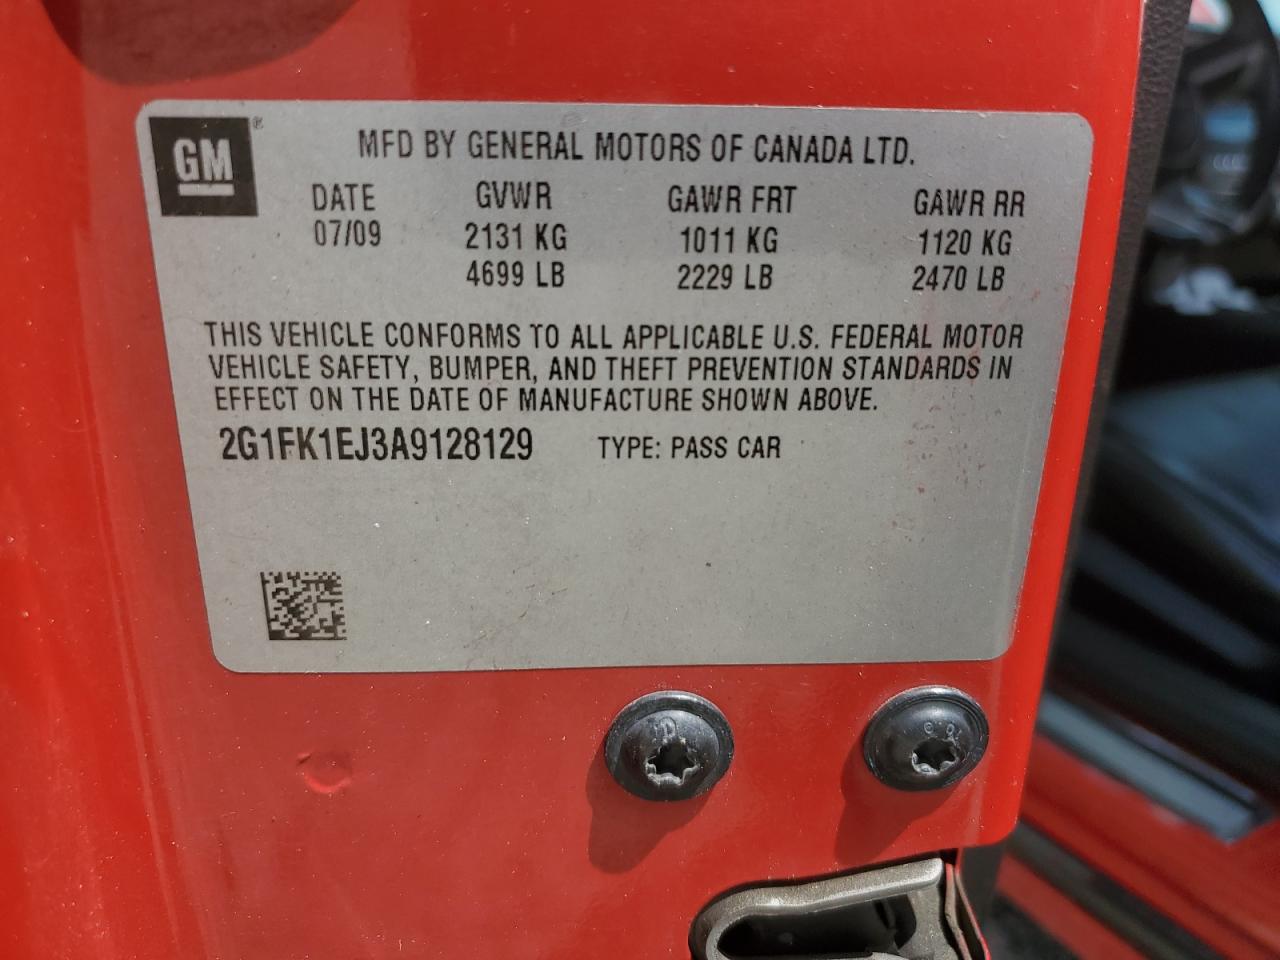 GM ®
MFD BY GENERAL MOTORS OF CANADA LTD.
DATE GVWR GAWR FRT GAWR RR
07/09 2131 KG 1011 KG 1120 KG
4699 LB 2229 LB 2470 LB
THIS VEHICLE CONFORMS TO ALL APPLICABLE U.S. FEDERAL MOTOR
VEHICLE SAFETY, BUMPER, AND THEFT PREVENTION STANDARDS IN
EFFECT ON THE DATE OF MANUFACTURE SHOWN ABOVE.
2G1FK1EJ3A9128129 TYPE: PASS CAR